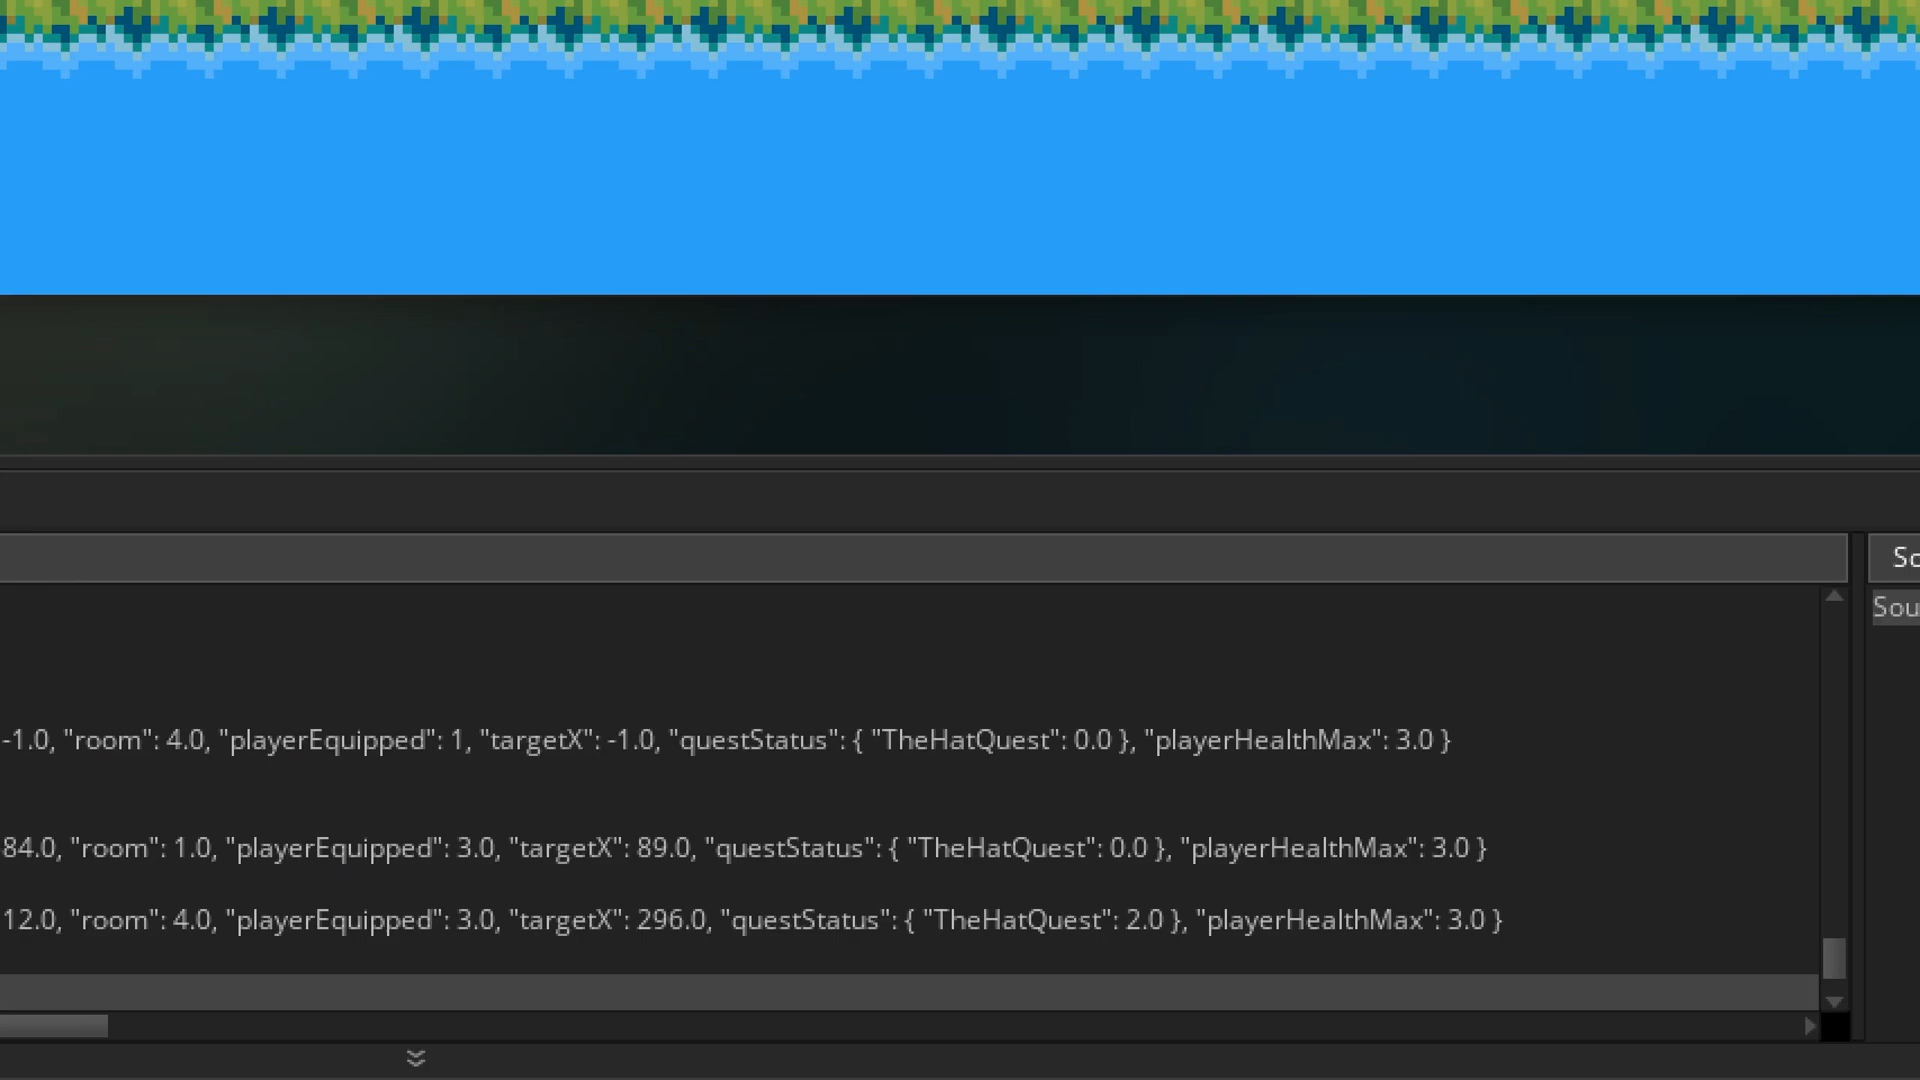 Sc
Sou
-1.0, "room": 4.0, "playerEquipped": 1, "targetX": -1.0, "questStatus": { "TheHatQuest": 0.0 }, "playerHealthMax": 3.0 }
84.0, "room": 1.0, "playerEquipped": 3.0, "targetX": 89.0, "questStatus": { "TheHatQuest": 0.0 }, "playerHealthMax": 3.0 }
12.0, "room": 4.0, "playerEquipped": 3.0, "targetX": 296.0, "questStatus": { "TheHatQuest": 2.0 }, "playerHealthMax": 3.0 }